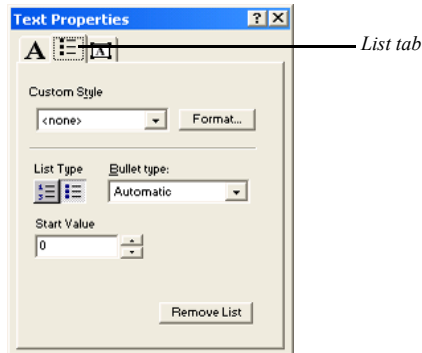 Text Properties
List tab
A A
Custom Style
<none> Format...
List Type Bullet type:
Automatic
Start Value
0
Remove List